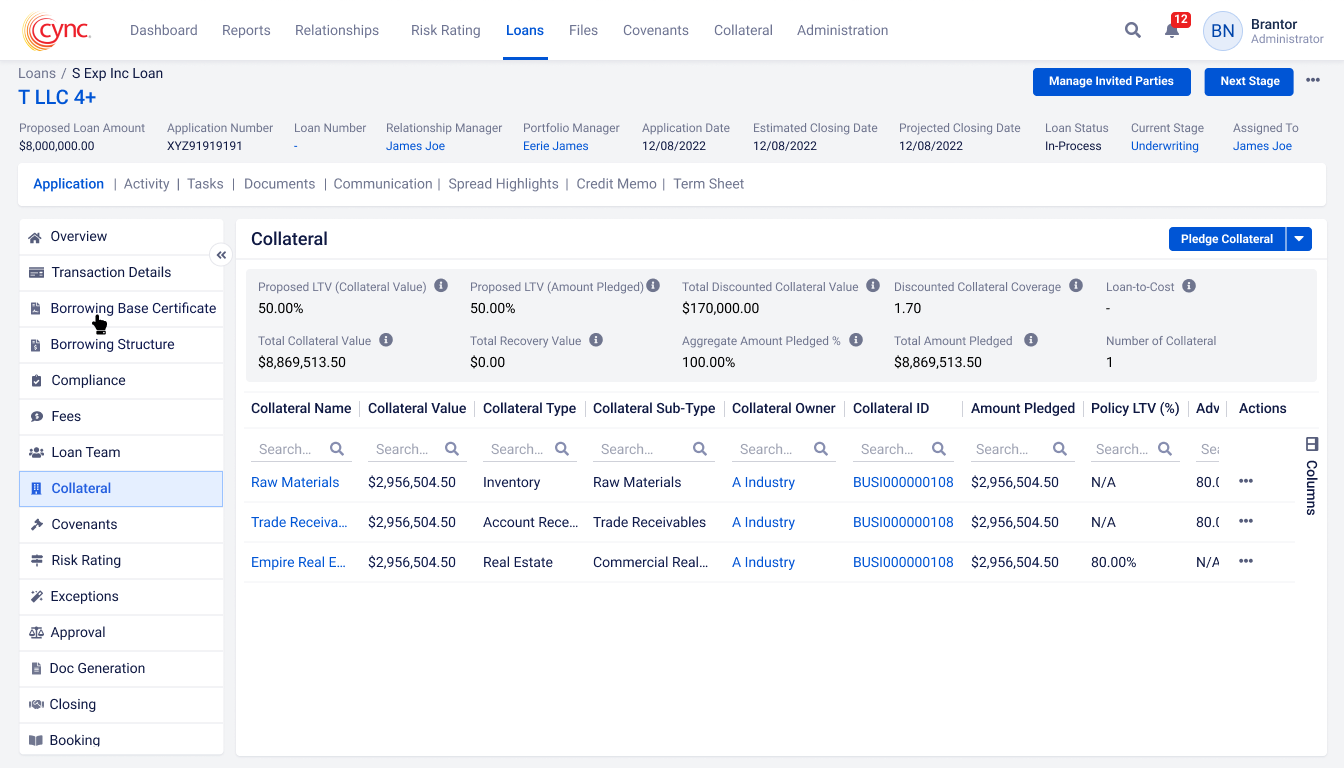 cync
Dashboard Reports Relationships Risk Rating Loans Files Covenants Collateral Administration
12
BN
Brantor
Administrator
Loans / S Exp Inc Loan
T LLC 4+
Manage Invited Parties
Next Stage
Proposed Loan Amount Application Number Loan Number Relationship Manager Portfolio Manager Application Date Estimated Closing Date Projected Closing Date Loan Status Current Stage Assigned To
$8,000,000.00 XYZ91919191 - James Joe Eerie James 12/08/2022 12/08/2022 12/08/2022 In-Process Underwriting James Joe
Application | Activity | Tasks | Documents | Communication | Spread Highlights | Credit Memo | Term Sheet
Overview
Transaction Details
Borrowing Base Certificate
Borrowing Structure
Compliance
Fees
Loan Team
Collateral
Covenants
Risk Rating
Exceptions
Approval
Doc Generation
Closing
Booking
Collateral
Pledge Collateral
Proposed LTV (Collateral Value) Proposed LTV (Amount Pledged) Total Discounted Collateral Value Discounted Collateral Coverage Loan-to-Cost
50.00% 50.00% $170,000.00 1.70 -
Total Collateral Value Total Recovery Value Aggregate Amount Pledged % Total Amount Pledged Number of Collateral
$8,869,513.50 $0.00 100.00% $8,869,513.50 1
Collateral Name Collateral Value Collateral Type Collateral Sub-Type Collateral Owner Collateral ID Amount Pledged Policy LTV (%) Adv Actions
Search... Search... Search... Search... Search... Search... Search... Search... Sea
Raw Materials $2,956,504.50 Inventory Raw Materials A Industry BUSI000000108 $2,956,504.50 N/A 80.0
Trade Receiva... $2,956,504.50 Account Rece... Trade Receivables A Industry BUSI000000108 $2,956,504.50 N/A 80.0
Empire Real E... $2,956,504.50 Real Estate Commercial Real... A Industry BUSI000000108 $2,956,504.50 80.00% N/A
Columns